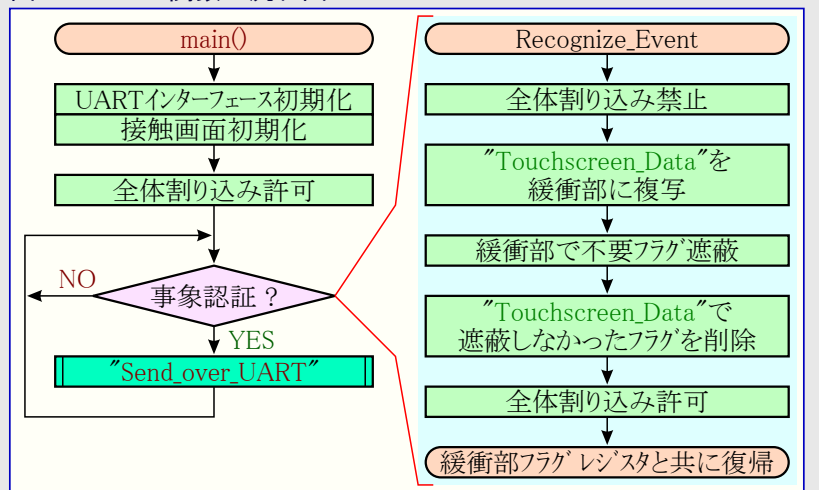 main()
UARTインターフェース初期化
接触画面初期化
全体割り込み許可
NO
事象認証 ?
YES
"Send_over_UART"
Recognize_Event
全体割り込み禁止
"Touchscreen_Data"を
緩衝部に複写
緩衝部で不要フラグ遮蔽
"Touchscreen_Data"で
遮蔽しなかったフラグを削除
全体割り込み許可
緩衝部フラグ レジスタと共に復帰